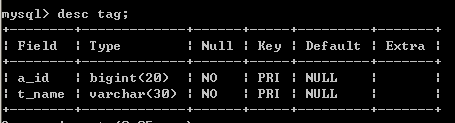 mysql> desc tag;
+--------+-------------+------+-----+---------+-------+
| Field  | Type        | Null | Key | Default | Extra |
+--------+-------------+------+-----+---------+-------+
| a_id   | bigint(20)  | NO   | PRI | NULL    |       |
| t_name | varchar(30) | NO   | PRI | NULL    |       |
+--------+-------------+------+-----+---------+-------+